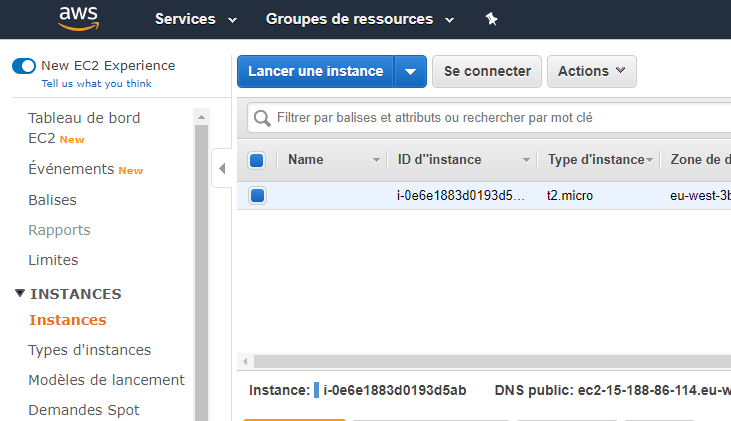 aws Services Groupes de ressources
New EC2 Experience
Tell us what you think
Lancer une instance Se connecter Actions
Filtrer par balises et attributs ou rechercher par mot clé
Tableau de bord
EC2 New
Événements New
Balises
Rapports
Limites
Name ID d"instance Type d'instance Zone de d
i-0e6e1883d0193d5… t2.micro eu-west-3b
INSTANCES
Instances
Types d'instances
Modèles de lancement
Demandes Spot
Instance: i-0e6e1883d0193d5ab DNS public: ec2-15-188-86-114.eu-w